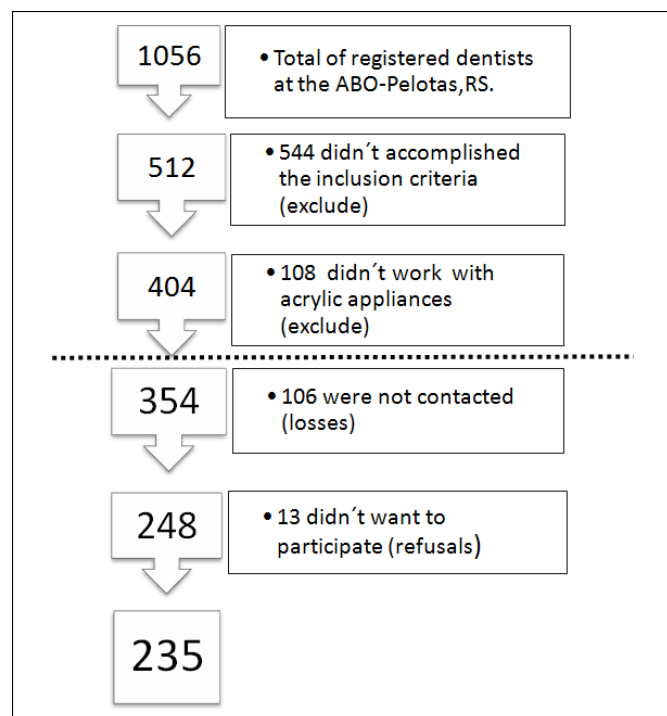 1056
• Total of registered dentists
at the ABO-Pelotas,RS.
512
• 544 didn´t accomplished
the inclusion criteria
(exclude)
404
• 108 didn´t work with
acrylic appliances
(exclude)
354
• 106 were not contacted
(losses)
248
• 13 didn´t want to
participate (refusals)
235